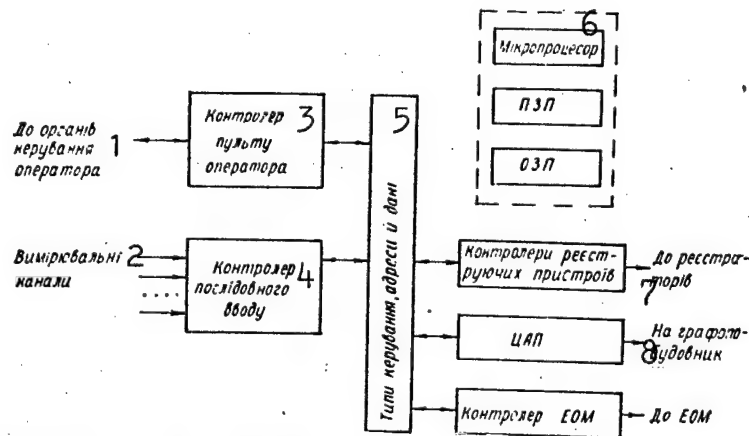 6
Мікропроцесор
ПЗП
ОЗП
До органів
керування 1
оператора
Контролер 3
пульту
оператора
5
Типи керування, адреси й дані
Вимірювальні 2
канали
Контролер
послідовного 4
вводу
Контролери реєст-
руючих пристроїв
До реєстра-
торів
7
ЦАП
На графопо-
8 будовник
Контролер ЕОМ
До ЕОМ